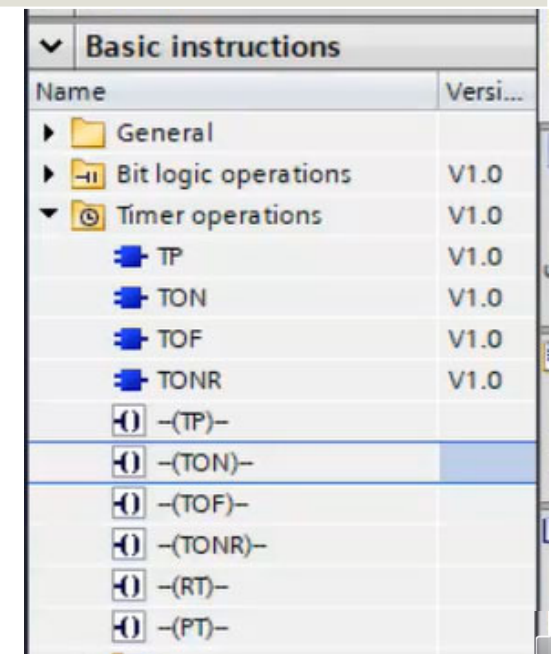 Basic instructions
Name Versi...
General
Bit logic operations V1.0
Timer operations V1.0
TP V1.0
TON V1.0
TOF V1.0
TONR V1.0
–(TP)–
–(TON)–
–(TOF)–
–(TONR)–
–(RT)–
–(PT)–